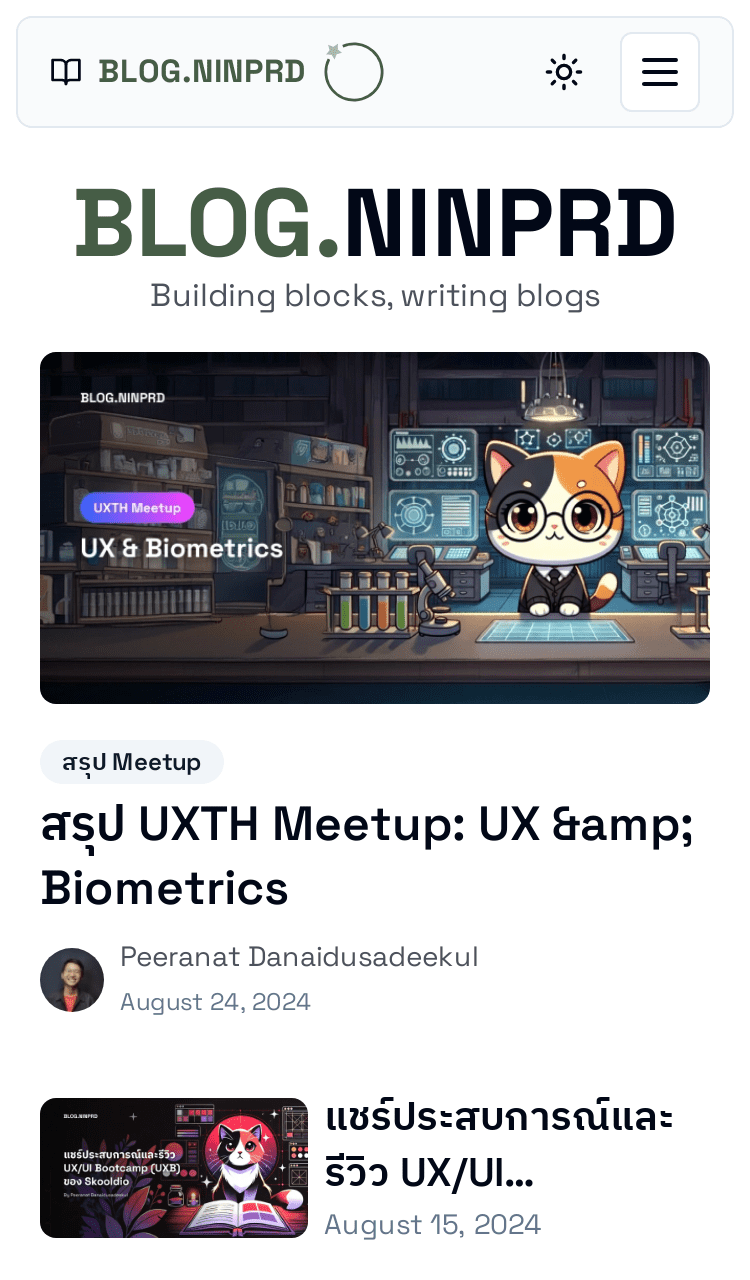 BLOG.NINPRD
BLOG.NINPRD
Building blocks, writing blogs
BLOG.NINPRD
UXTH Meetup
UX & Biometrics
สรุป Meetup
สรุป UXTH Meetup: UX &amp;
Biometrics
Peeranat Danaidusadeekul
August 24, 2024
BLOG.NINPRD
แชร์ประสบการณ์และรีวิว
UX/UI Bootcamp (UXB)
ของ Skooldio
By Peeranat Danaidusadeekul
แชร์ประสบการณ์และ
รีวิว UX/UI...
August 15, 2024